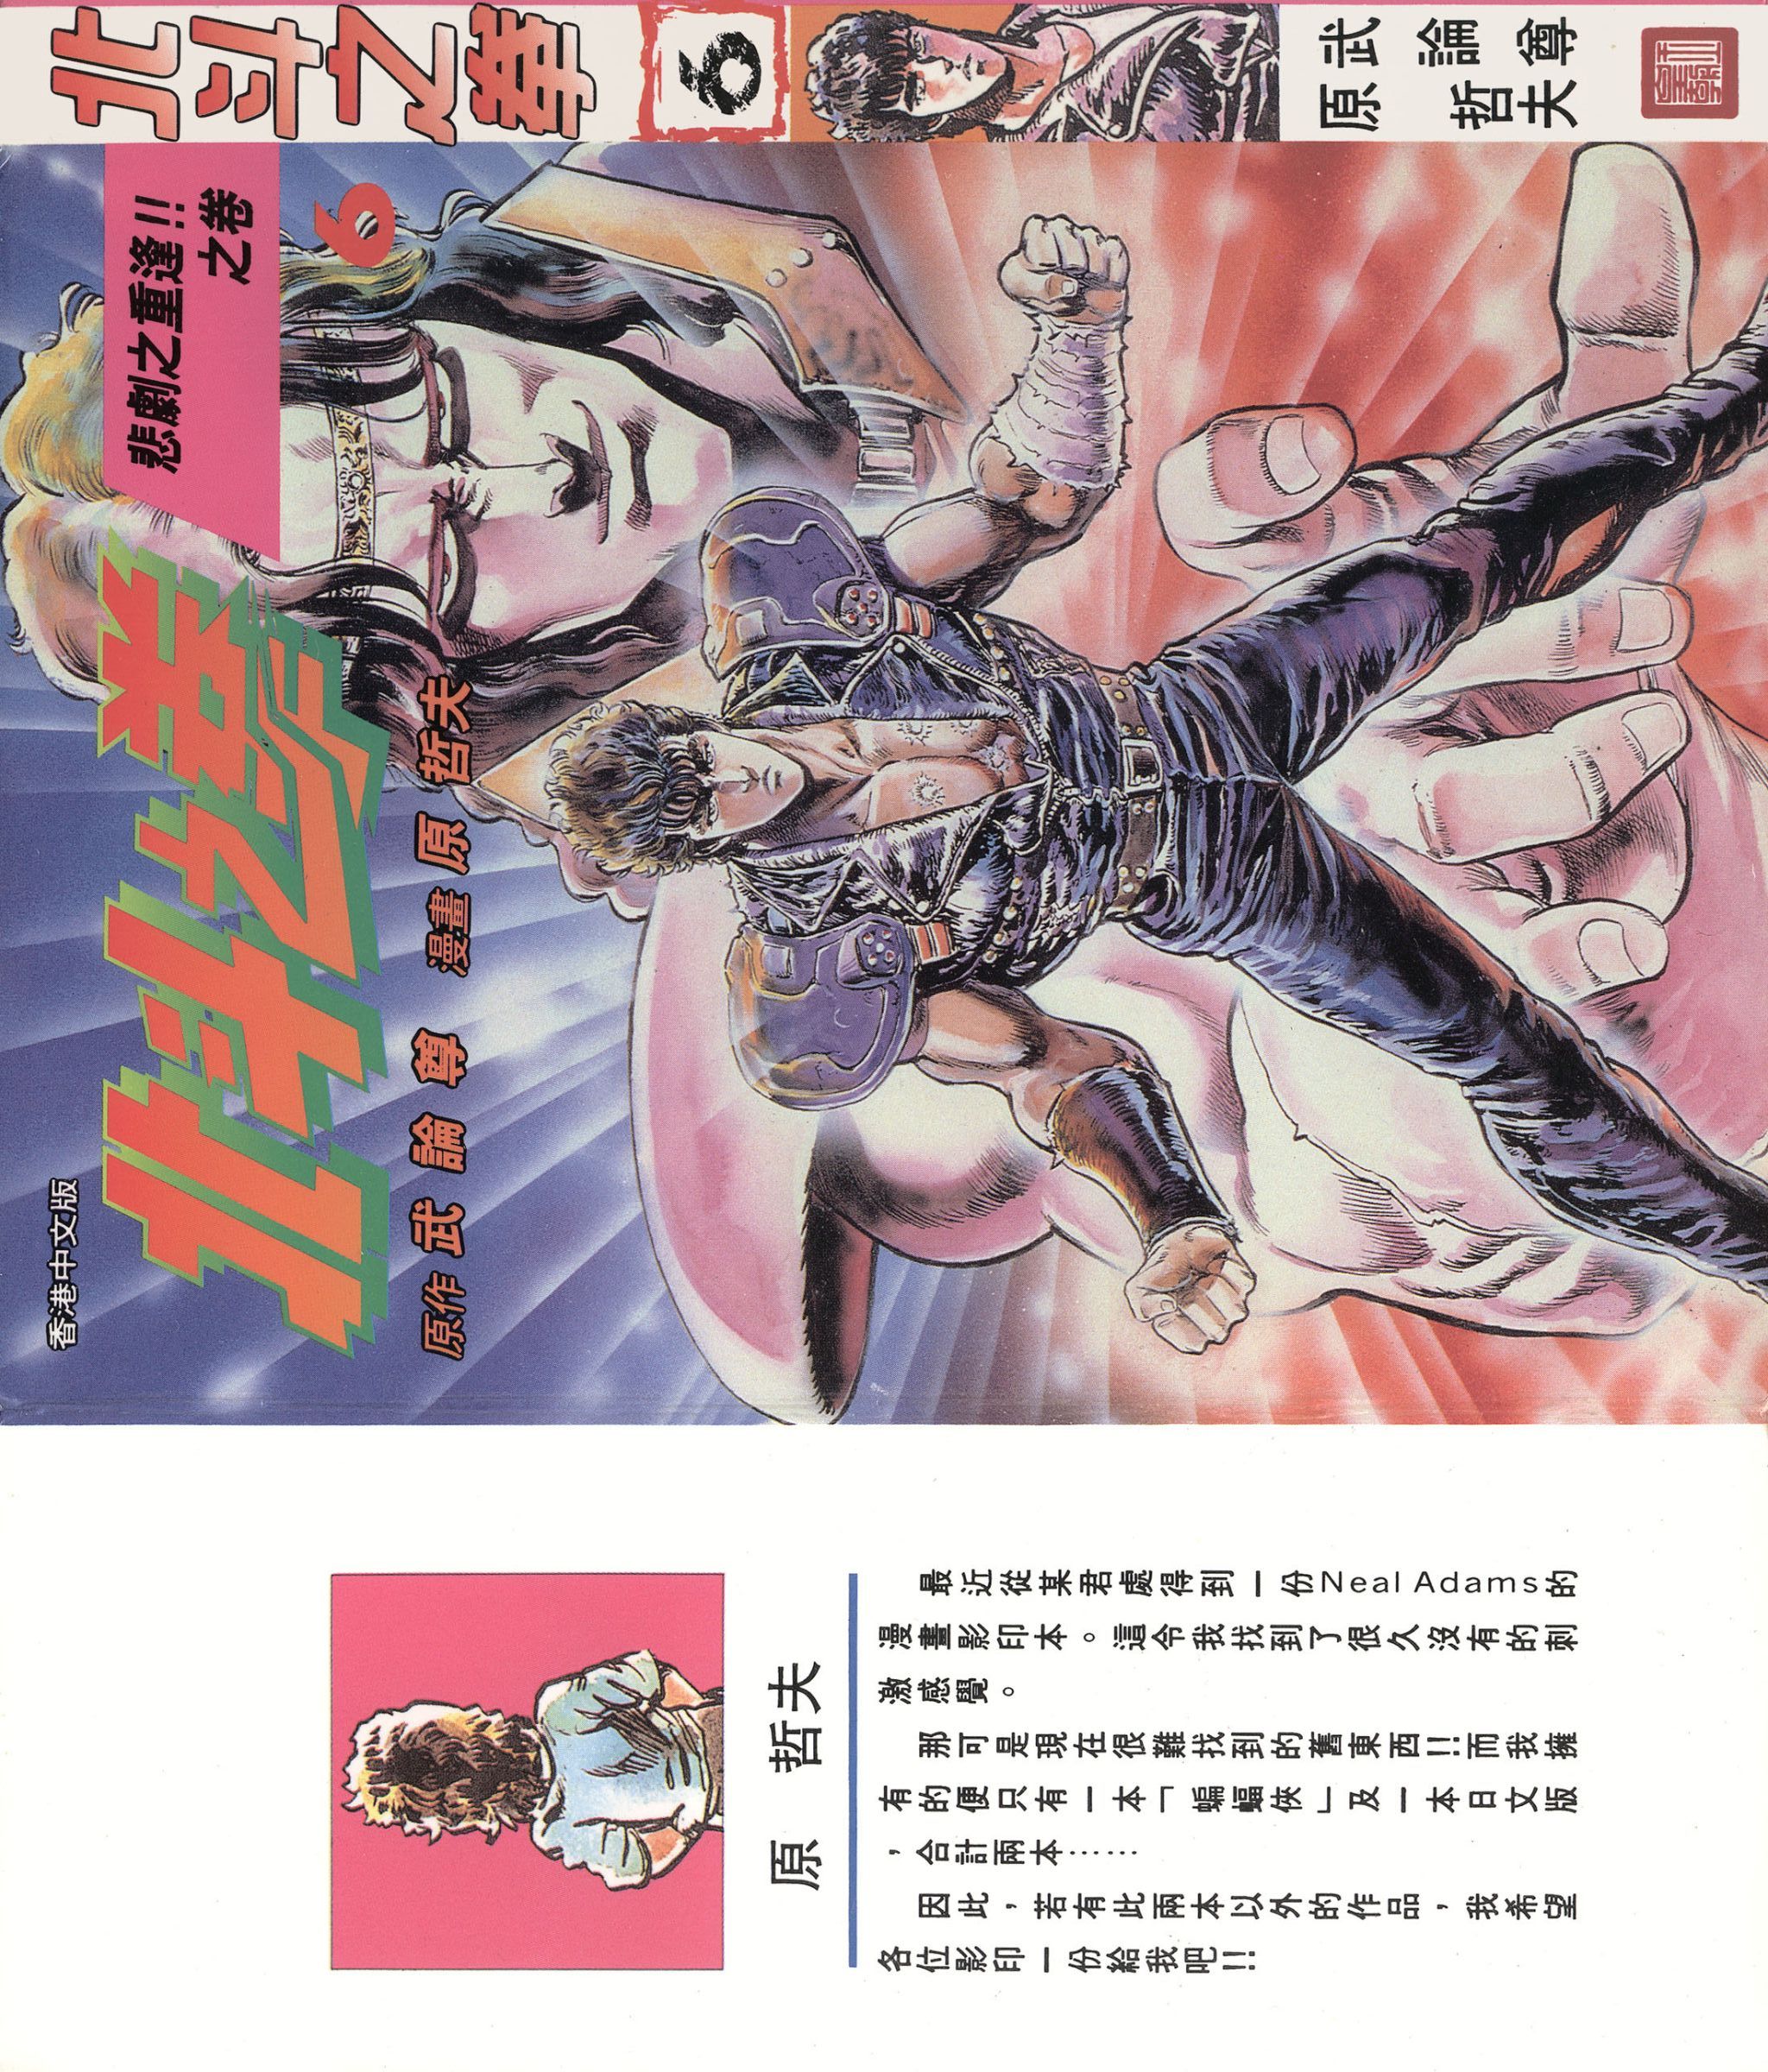 北斗之拳
6
武論尊
原哲夫
香港中文版
北斗之拳
悲劇之重逢!!
之卷
6
原作 武論尊 漫畫 原哲夫
原 哲夫
最近從某君處得到一份Neal Adams的
漫畫影印本。這令我找到了很久沒有的刺
激感覺。
那可是現在很難找到的舊東西!!而我擁
有的便只有一本「蝙蝠俠」及一本日文版
，合計兩本……
因此，若有此兩本以外的作品，我希望
各位影印一份給我吧!!